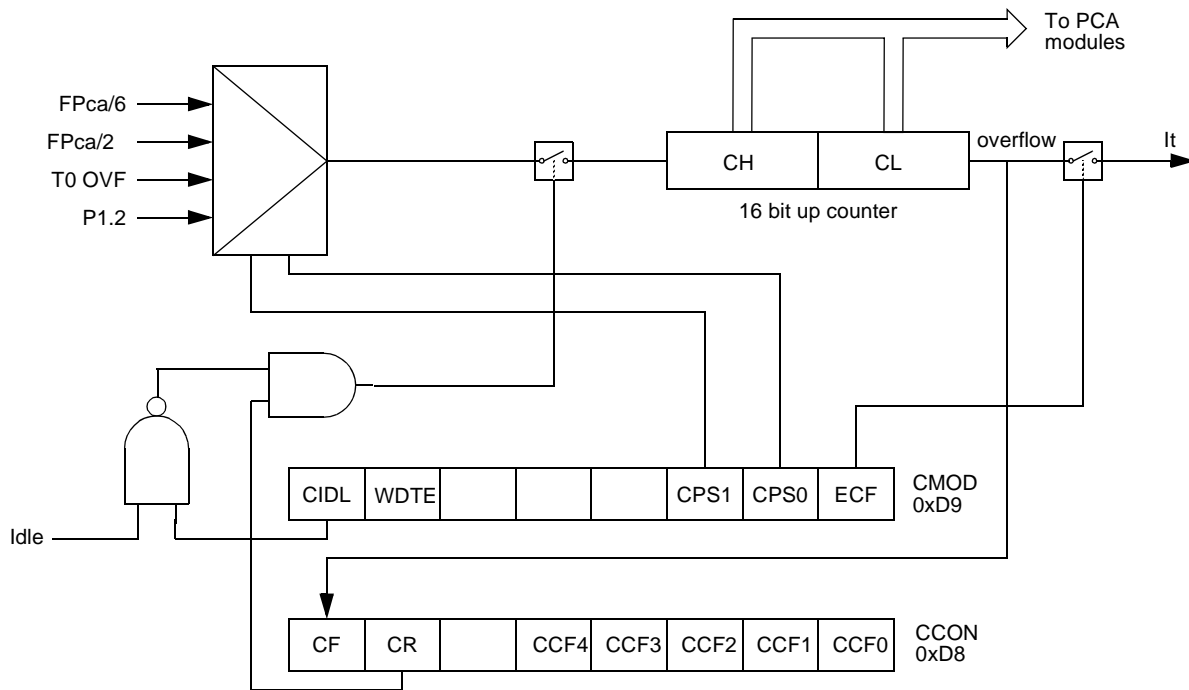 To PCA
modules
FPca/6
FPca/2
T0 OVF
P1.2
CH
CL
overflow
It
16 bit up counter
CIDL
WDTE
CPS1
CPS0
ECF
CMOD
0xD9
Idle
CF
CR
CCF4
CCF3
CCF2
CCF1
CCF0
CCON
0xD8